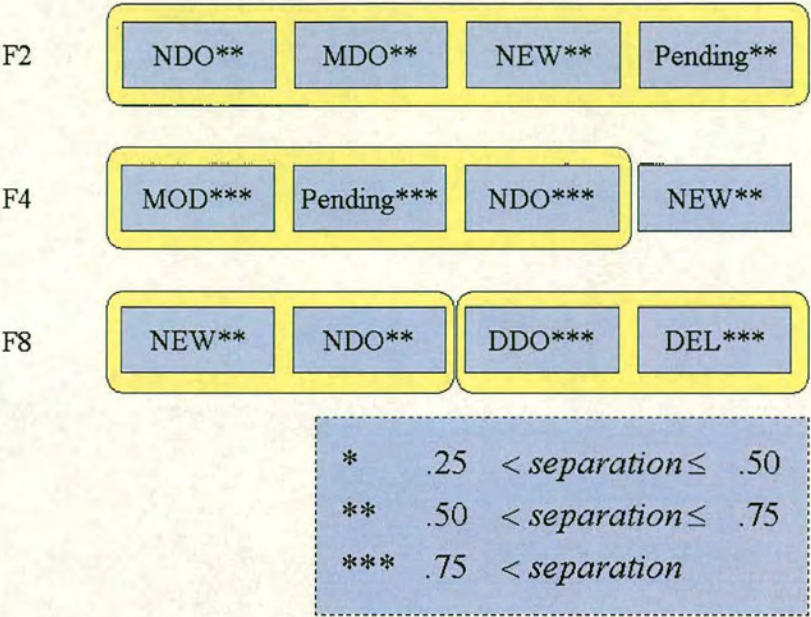 F2 NDO** MDO** NEW** Pending**
F4 MOD*** Pending*** NDO*** NEW**
F8 NEW** NDO** DDO*** DEL***
* .25 < separation ≤ .50
** .50 < separation ≤ .75
*** .75 < separation